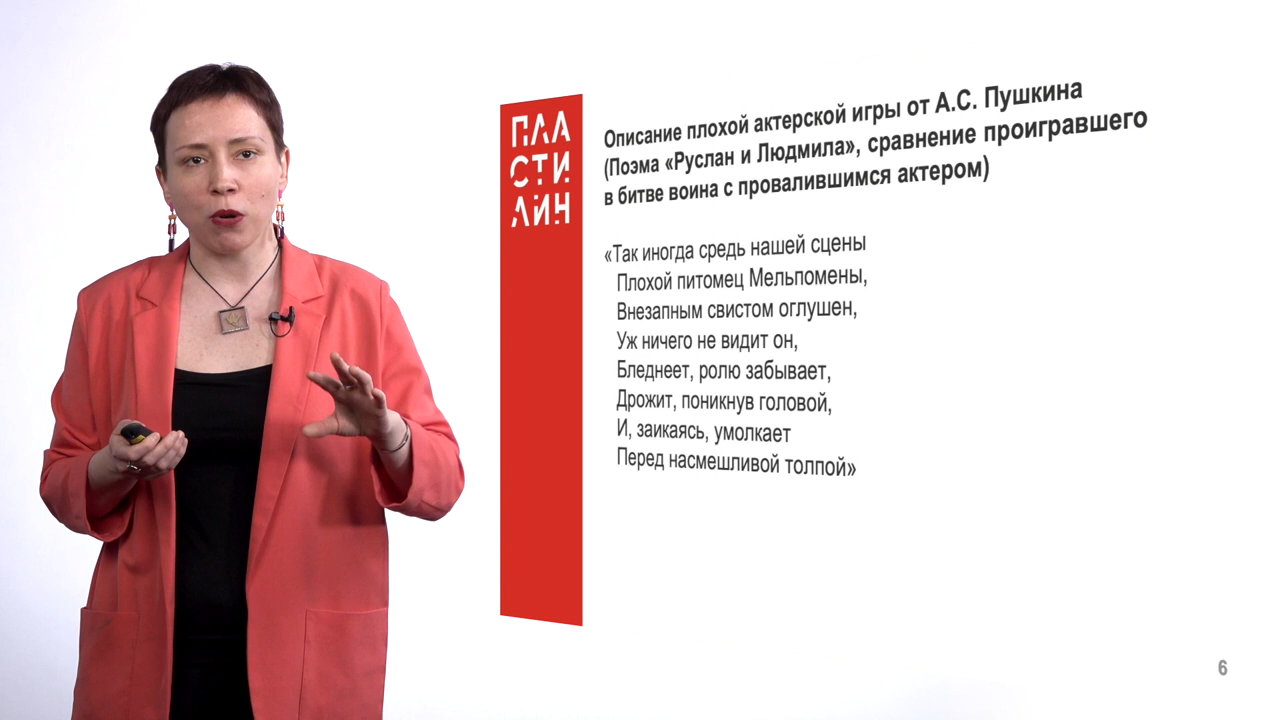 ПЛА
СТИ
ЛИН
Описание плохой актерской игры от А.С. Пушкина
(Поэма «Руслан и Людмила», сравнение проигравшего
в битве воина с провалившимся актером)
«Так иногда средь нашей сцены
Плохой питомец Мельпомены,
Внезапным свистом оглушен,
Уж ничего не видит он,
Бледнеет, ролю забывает,
Дрожит, поникнув головой,
И, заикаясь, умолкает
Перед насмешливой толпой»
6